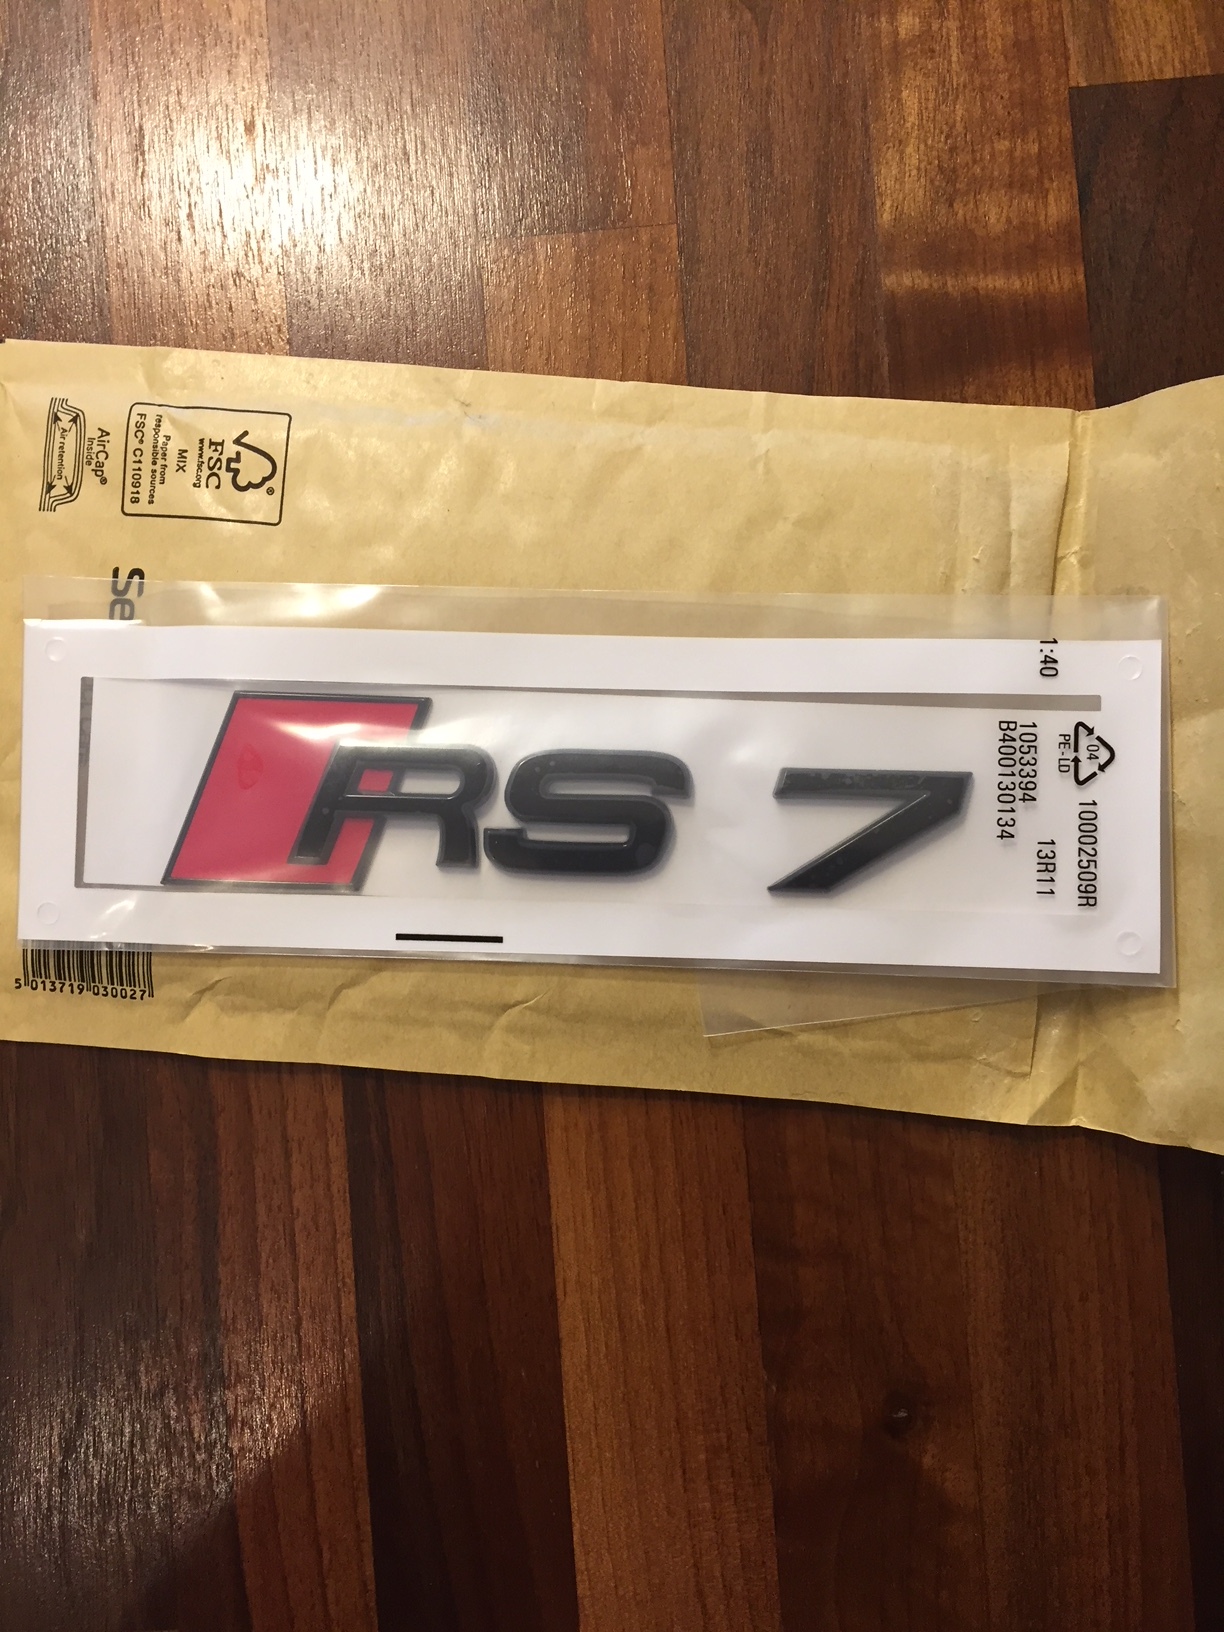 RS 7
1:40
04
PE-LD
10002509R
1053394
13R11
B400130134
FSC
www.fsc.org
MIX
Paper from
responsible sources
FSC® C110918
AirCap®
Inside
Air retention
Se
5 013719 030027